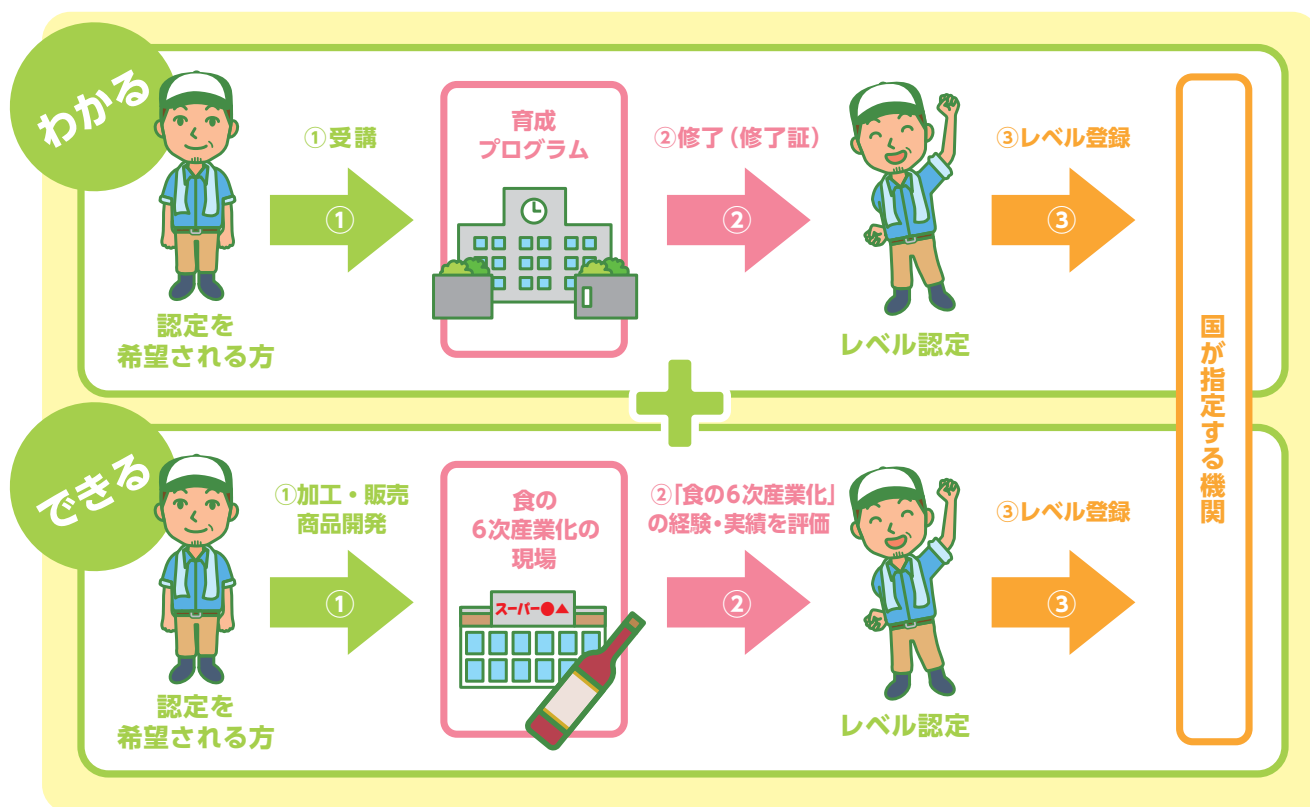 わかる
①受講
①
育成
プログラム
②修了（修了証）
②
③レベル登録
③
認定を
希望される方
レベル認定
国が指定する機関
できる
①加工・販売
商品開発
①
食の
6次産業化の
現場
スーパー●▲
②「食の6次産業化」
の経験・実績を評価
②
③レベル登録
③
認定を
希望される方
レベル認定